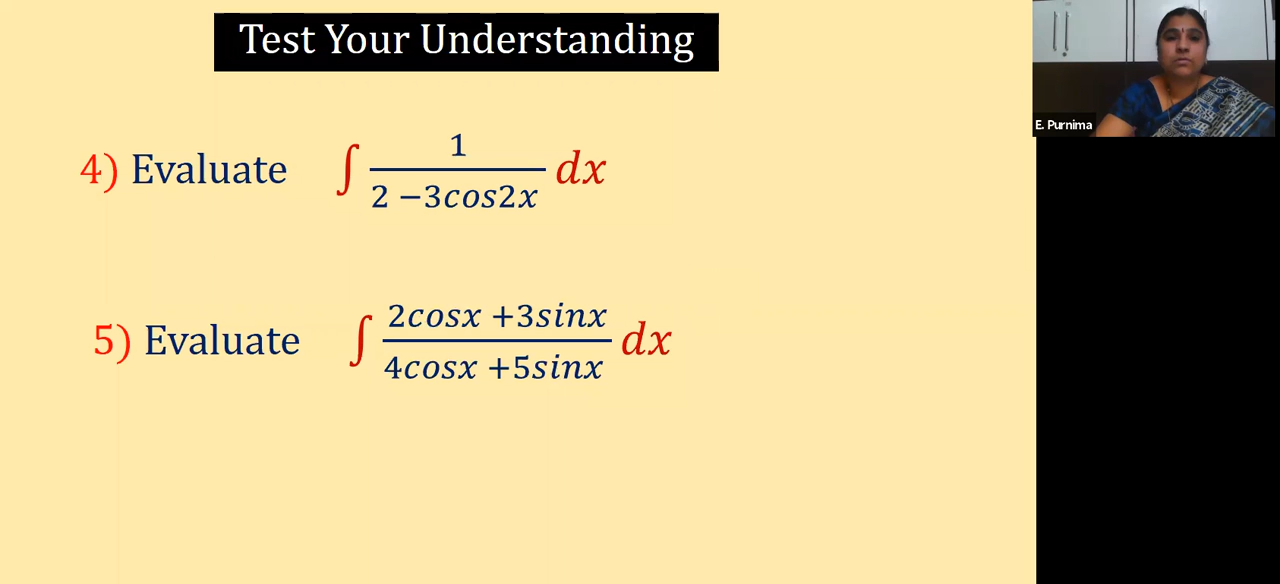 Test Your Understanding
E. Purnima
4) Evaluate ∫ 1/(2 −3cos2x) dx
5) Evaluate ∫ (2cosx +3sinx)/(4cosx +5sinx) dx